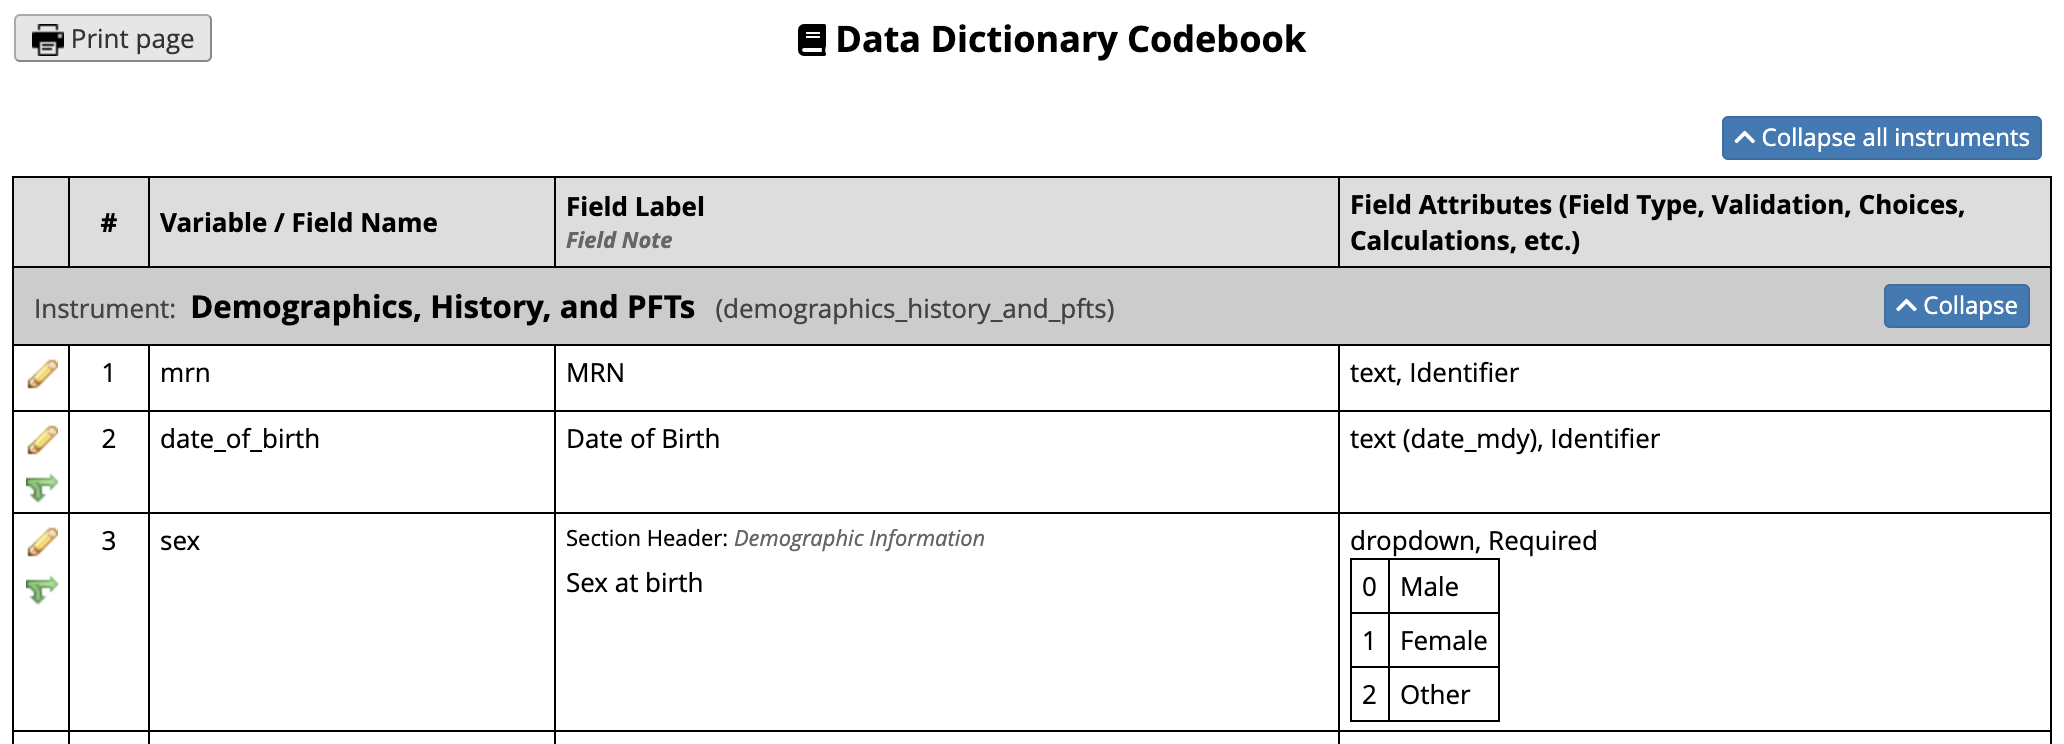 Print page
Data Dictionary Codebook
Collapse all instruments
#
Variable / Field Name
Field Label
Field Note
Field Attributes (Field Type, Validation, Choices,
Calculations, etc.)
Instrument: Demographics, History, and PFTs (demographics_history_and_pfts)
Collapse
1
mrn
MRN
text, Identifier
2
date_of_birth
Date of Birth
text (date_mdy), Identifier
3
sex
Section Header: Demographic Information
Sex at birth
dropdown, Required
0 Male
1 Female
2 Other